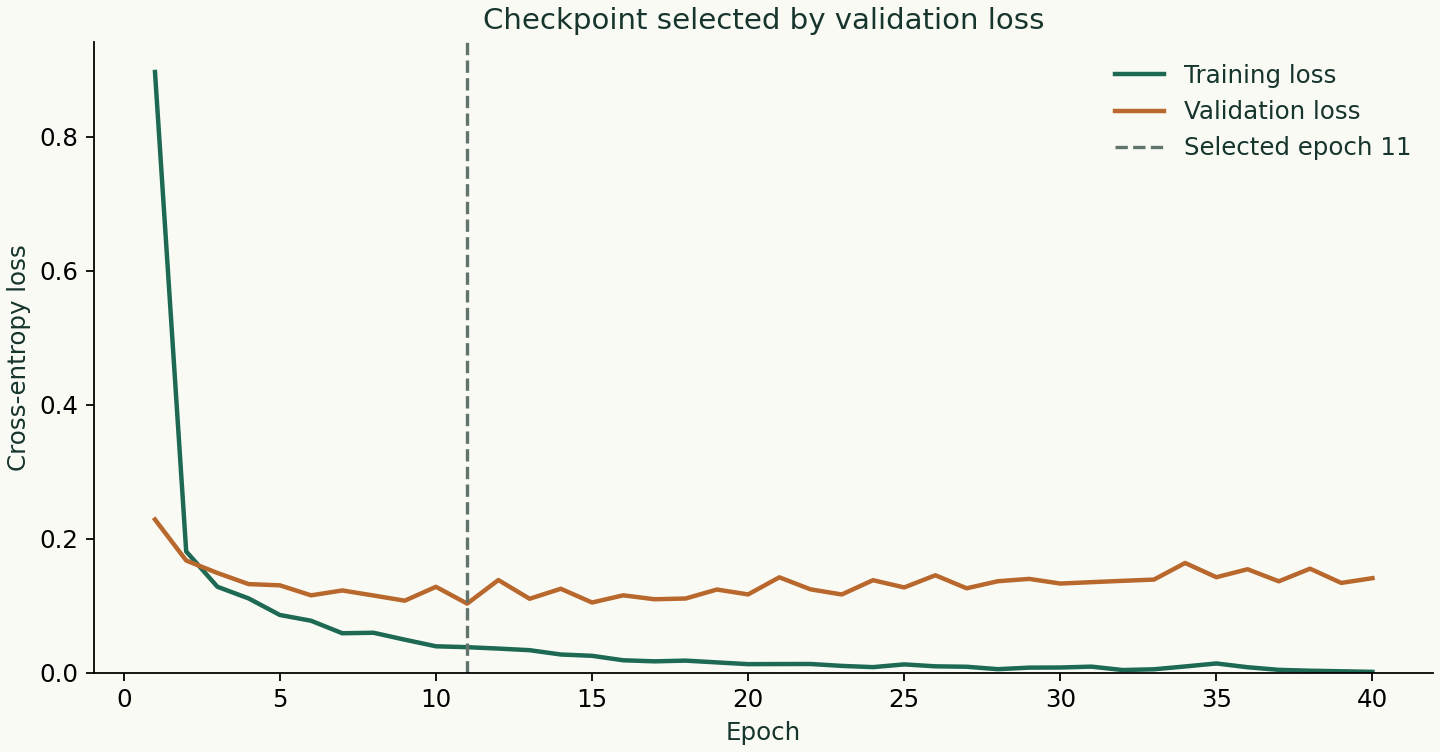 Checkpoint selected by validation loss
Training loss
Validation loss
Selected epoch 11
Cross-entropy loss
0.8
0.6
0.4
0.2
0.0
0 5 10 15 20 25 30 35 40
Epoch